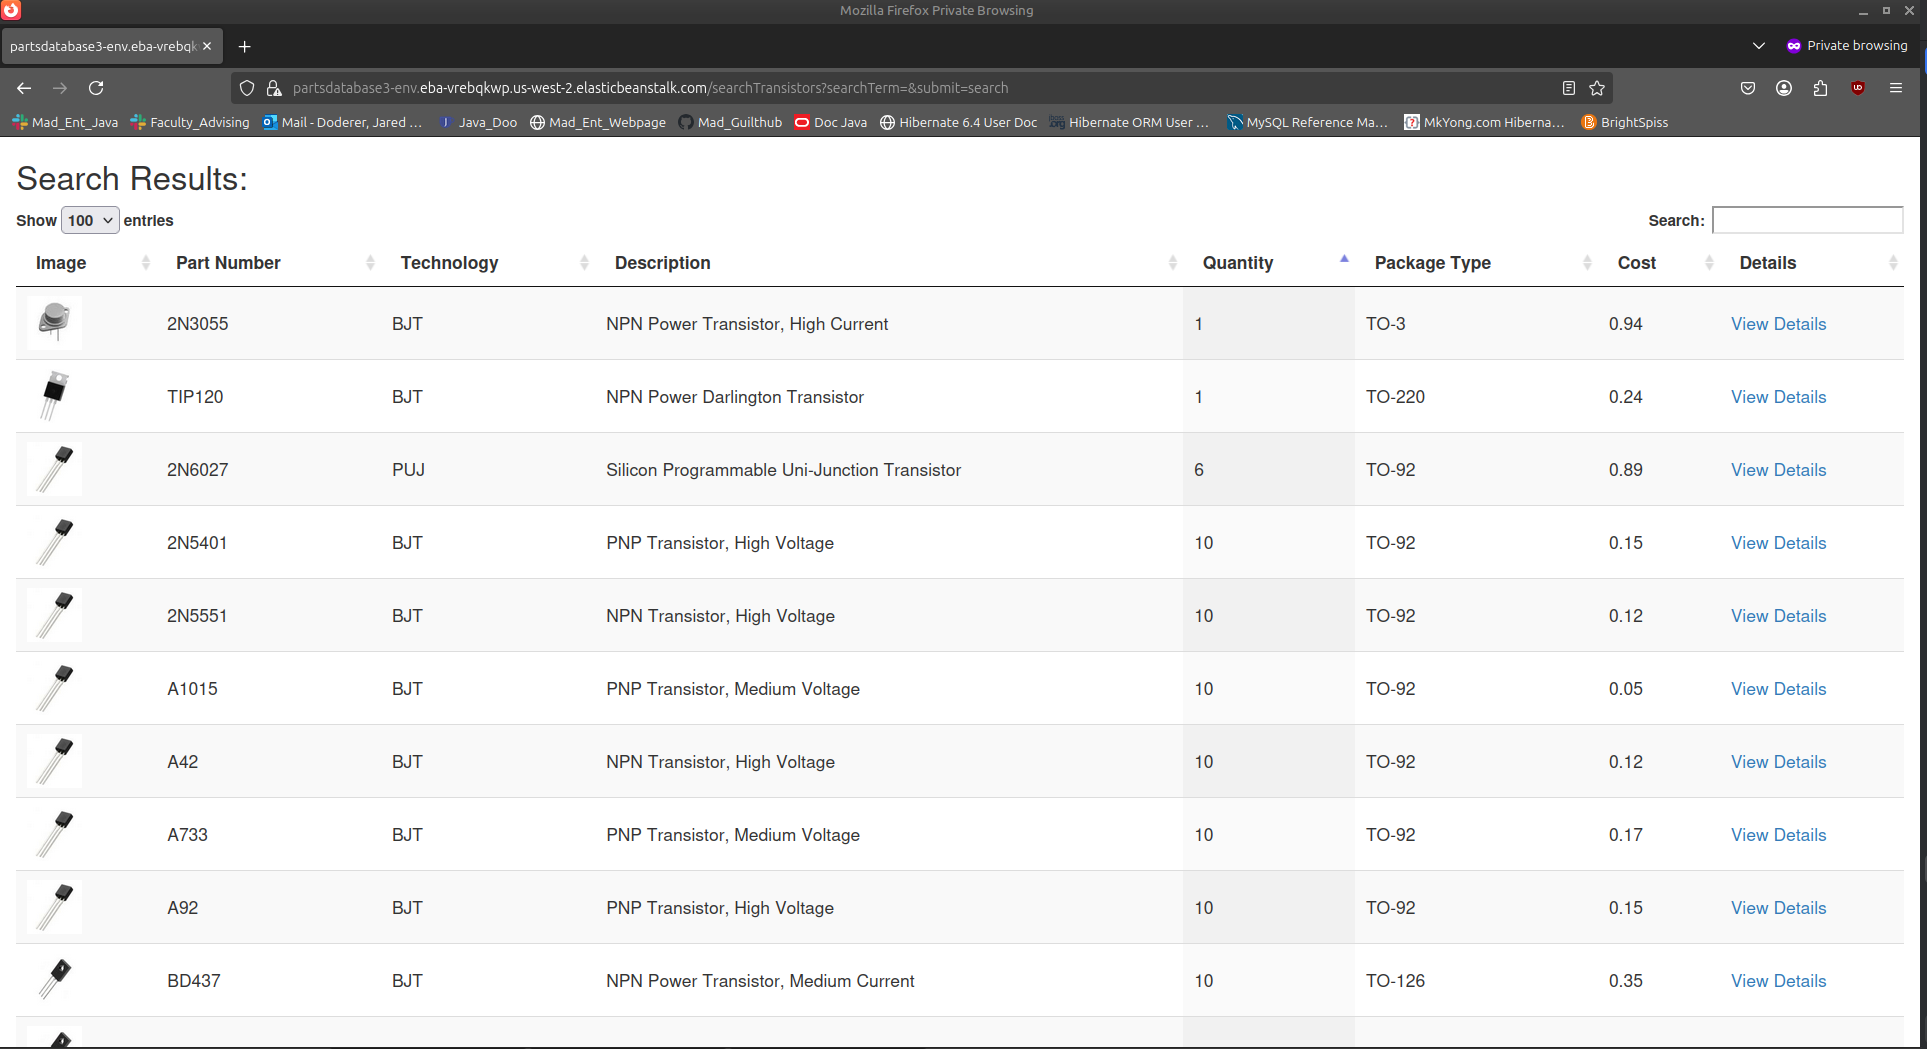 Mozilla Firefox Private Browsing
partsdatabase3-env.eba-vrebqk
Private browsing
partsdatabase3-env.eba-vrebqkwp.us-west-2.elasticbeanstalk.com/searchTransistors?searchTerm=&submit=search
Mad_Ent_Java Faculty_Advising Mail - Doderer, Jared ... Java_Doo Mad_Ent_Webpage Mad_Guilthub Doc Java Hibernate 6.4 User Doc Hibernate ORM User ... MySQL Reference Ma... MkYong.com Hiberna... BrightSpiss
Search Results:
Show 100 entries Search:
Image Part Number Technology Description Quantity Package Type Cost Details
2N3055 BJT NPN Power Transistor, High Current 1 TO-3 0.94 View Details
TIP120 BJT NPN Power Darlington Transistor 1 TO-220 0.24 View Details
2N6027 PUJ Silicon Programmable Uni-Junction Transistor 6 TO-92 0.89 View Details
2N5401 BJT PNP Transistor, High Voltage 10 TO-92 0.15 View Details
2N5551 BJT NPN Transistor, High Voltage 10 TO-92 0.12 View Details
A1015 BJT PNP Transistor, Medium Voltage 10 TO-92 0.05 View Details
A42 BJT NPN Transistor, High Voltage 10 TO-92 0.12 View Details
A733 BJT PNP Transistor, Medium Voltage 10 TO-92 0.17 View Details
A92 BJT PNP Transistor, High Voltage 10 TO-92 0.15 View Details
BD437 BJT NPN Power Transistor, Medium Current 10 TO-126 0.35 View Details